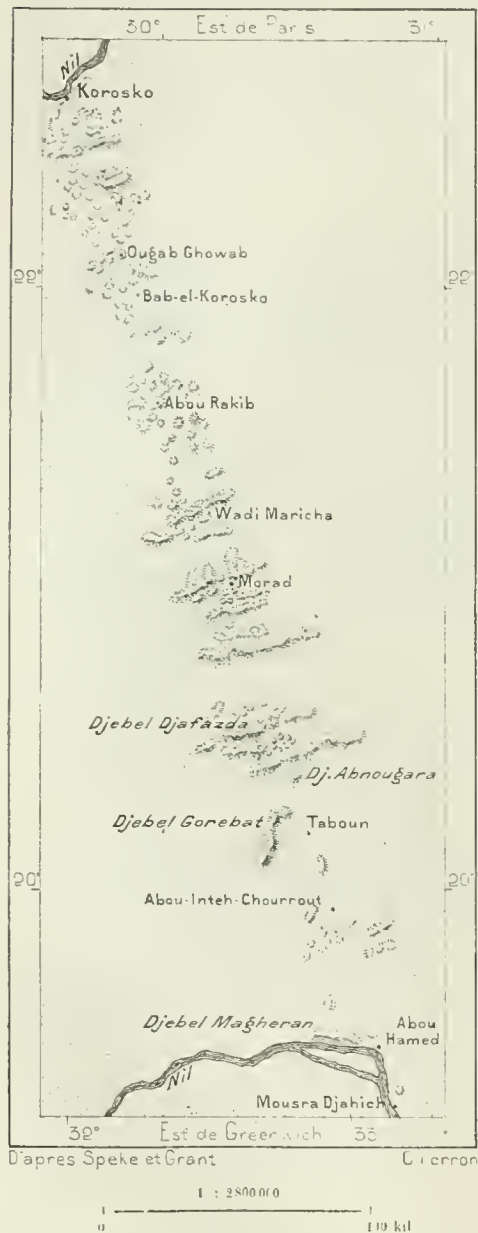 30° Est de Paris 31°
Nil
Korosko
Ougab Ghowab
22° 22°
Bab-el-Korosko
Abou Rakib
Wadi Maricha
Morad
Djebel Djafazda
Dj. Abnougara
Djebel Gorebat
Taboun
20° 20°
Abou-Inteh-Chourrout
Djebel Magheran
Abou
Hamed
Nil
Mousra Djahich
32° Est de Greenwich 33
D'apres Speke et Grant
1 : 2800000
0 100 kil